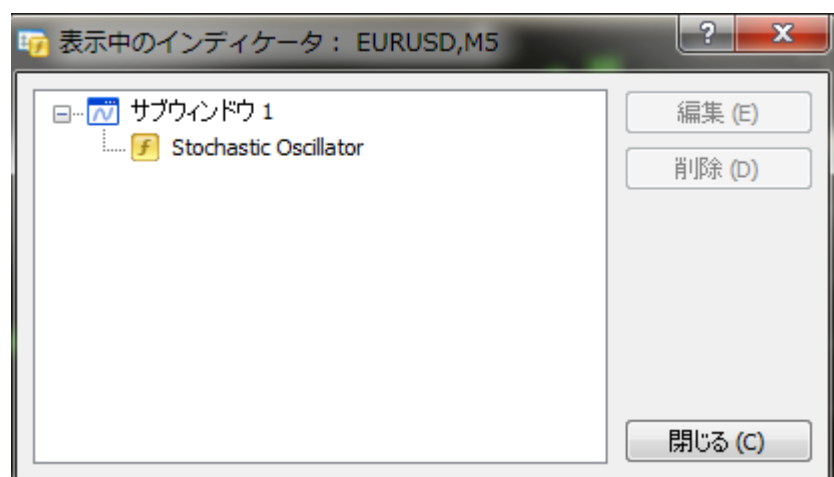 表示中のインディケータ： EURUSD,M5
?
x
サブウィンドウ 1
Stochastic Oscillator
編集 (E)
削除 (D)
閉じる (C)